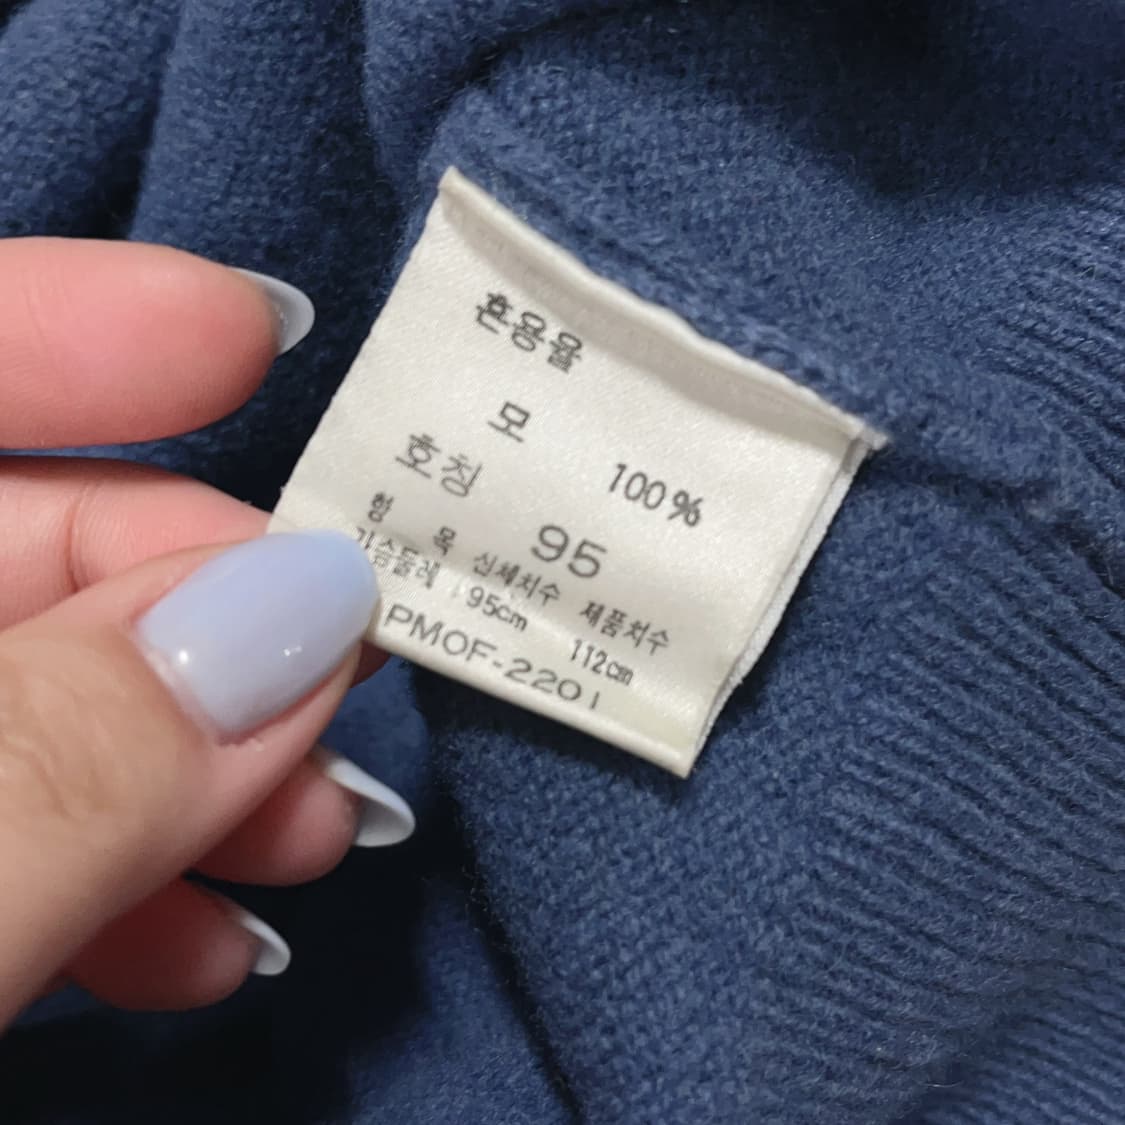 혼용율
모 100%
호칭 95
항 목 신체치수 제품치수
가슴둘레 95cm 112cm
PMOF-2201